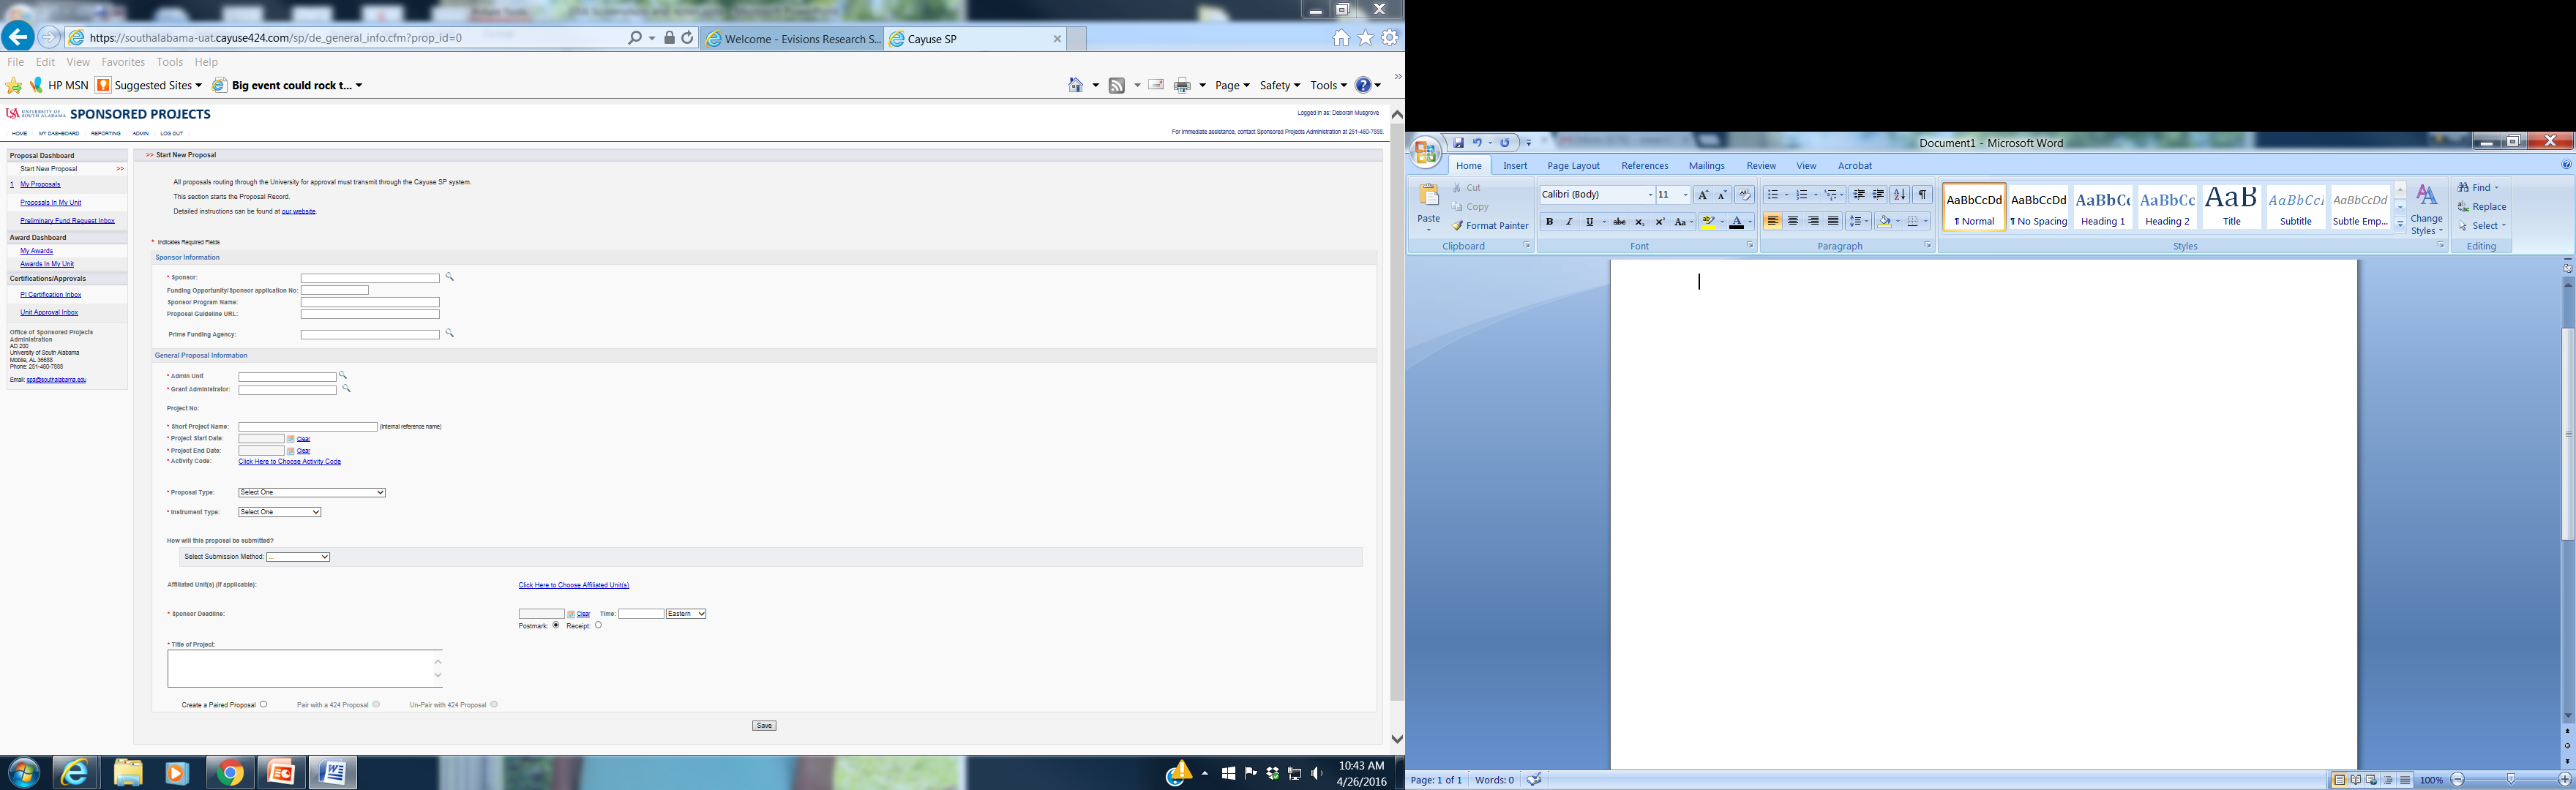 https://southalabama-uat.cayuse424.com/sp/de_general_info.cfm?prop_id=0
Welcome - Evisions Research S...
Cayuse SP
File Edit View Favorites Tools Help
HP MSN Suggested Sites Big event could rock t...
Page Safety Tools
USA UNIVERSITY OF SOUTH ALABAMA SPONSORED PROJECTS
Logged in as: Deborah Musgrove
HOME MY DASHBOARD REPORTING ADMIN LOG OUT
For immediate assistance, contact Sponsored Projects Administration at 251-460-7888.
Proposal Dashboard
Start New Proposal >>
1 My Proposals
Proposals In My Unit
Preliminary Fund Request Inbox
Award Dashboard
My Awards
Awards In My Unit
Certifications/Approvals
PI Certification Inbox
Unit Approval Inbox
Office of Sponsored Projects
Administration
AD 200
University of South Alabama
Mobile, AL 36688
Phone: 251-460-7888
Email: spa@southalabama.edu
>> Start New Proposal
All proposals routing through the University for approval must transmit through the Cayuse SP system.
This section starts the Proposal Record.
Detailed instructions can be found at our website.
* Indicates Required Fields
Sponsor Information
* Sponsor:
Funding Opportunity/Sponsor application No:
Sponsor Program Name:
Proposal Guideline URL:
Prime Funding Agency:
General Proposal Information
* Admin Unit
* Grant Administrator:
Project No:
* Short Project Name: (Internal reference name)
* Project Start Date: Clear
* Project End Date: Clear
* Activity Code: Click Here to Choose Activity Code
* Proposal Type: Select One
* Instrument Type: Select One
How will this proposal be submitted?
Select Submission Method: ...
Affiliated Unit(s) (if applicable): Click Here to Choose Affiliated Unit(s)
* Sponsor Deadline: Clear Time: Eastern
Postmark: Receipt:
* Title of Project:
Create a Paired Proposal Pair with a 424 Proposal Un-Pair with 424 Proposal
Save
10:43 AM
4/26/2016
Document1 - Microsoft Word
Home Insert Page Layout References Mailings Review View Acrobat
Paste
Cut
Copy
Format Painter
Clipboard
Calibri (Body) 11
Font
Paragraph
AaBbCcDd AaBbCcDd AaBbCc AaBbCc AaB AaBbCcI AaBbCcDd
¶ Normal ¶ No Spacing Heading 1 Heading 2 Title Subtitle Subtle Emp...
Change Styles
Styles
Find
Replace
Select
Editing
Page: 1 of 1 Words: 0
100%